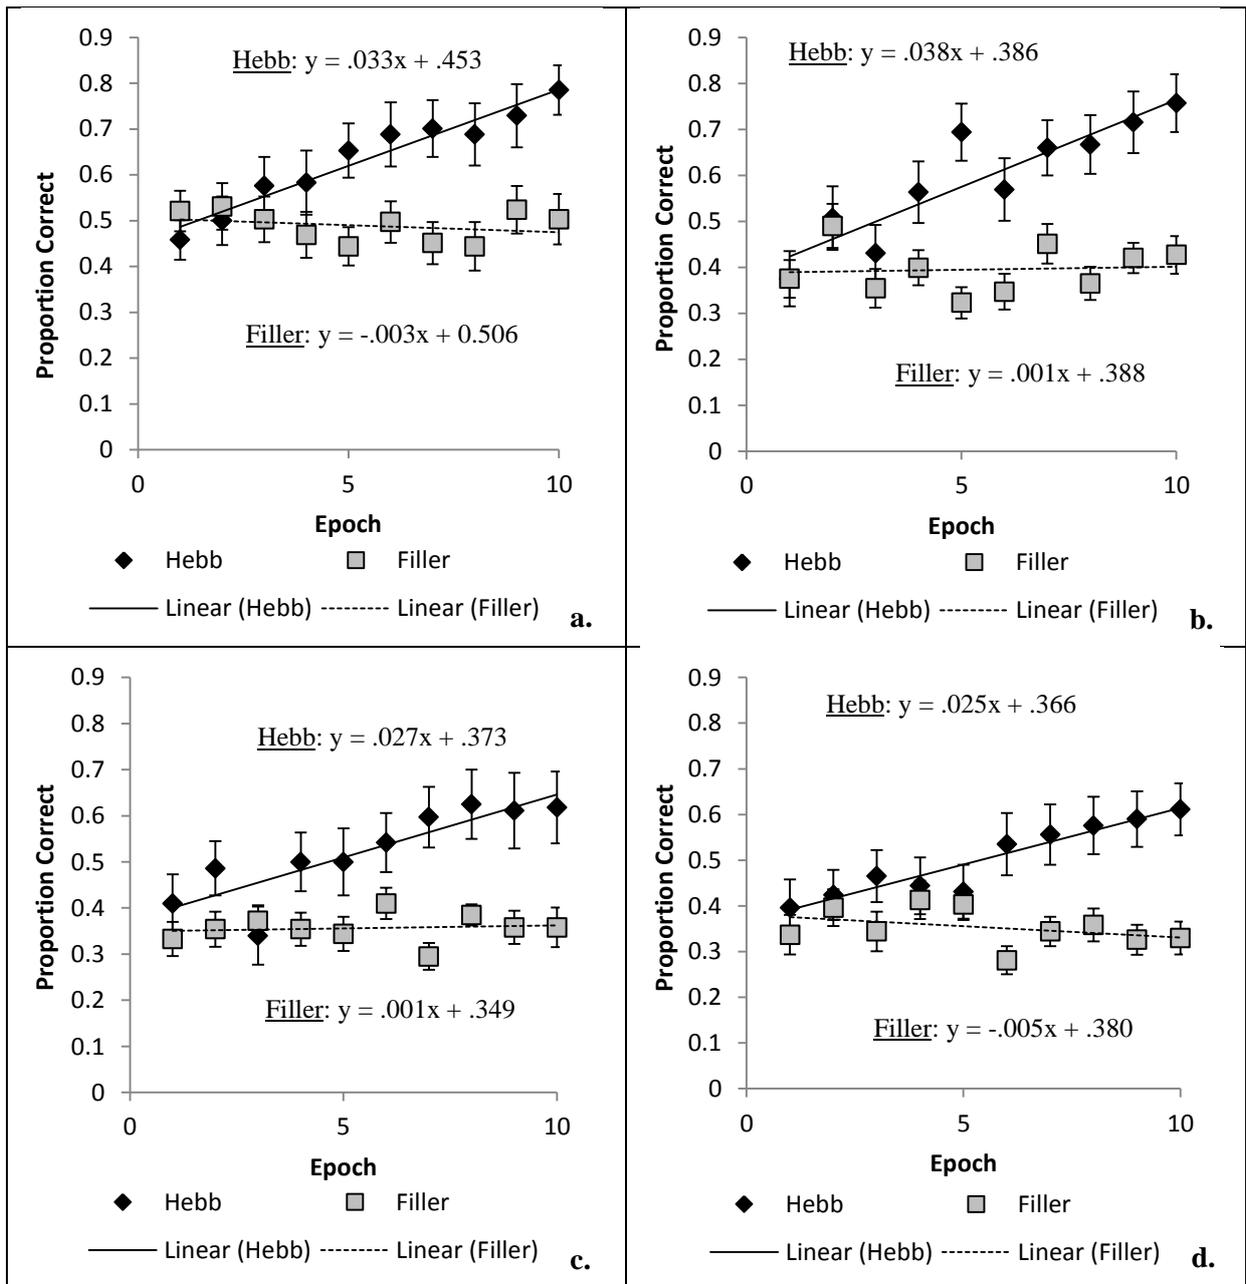 Hebb: y = .033x + .453
0.9
0.8
0.7
0.6
0.5
0.4
0.3
0.2
0.1
0
Proportion Correct
Filler: y = -.003x + 0.506
0 5 10
Epoch
Hebb Filler
Linear (Hebb) Linear (Filler)
a.
Hebb: y = .038x + .386
0.9
0.8
0.7
0.6
0.5
0.4
0.3
0.2
0.1
0
Proportion Correct
Filler: y = .001x + .388
0 5 10
Epoch
Hebb Filler
Linear (Hebb) Linear (Filler)
b.
Hebb: y = .027x + .373
0.9
0.8
0.7
0.6
0.5
0.4
0.3
0.2
0.1
0
Proportion Correct
Filler: y = .001x + .349
0 5 10
Epoch
Hebb Filler
Linear (Hebb) Linear (Filler)
c.
Hebb: y = .025x + .366
0.9
0.8
0.7
0.6
0.5
0.4
0.3
0.2
0.1
0
Proportion Correct
Filler: y = -.005x + .380
0 5 10
Epoch
Hebb Filler
Linear (Hebb) Linear (Filler)
d.